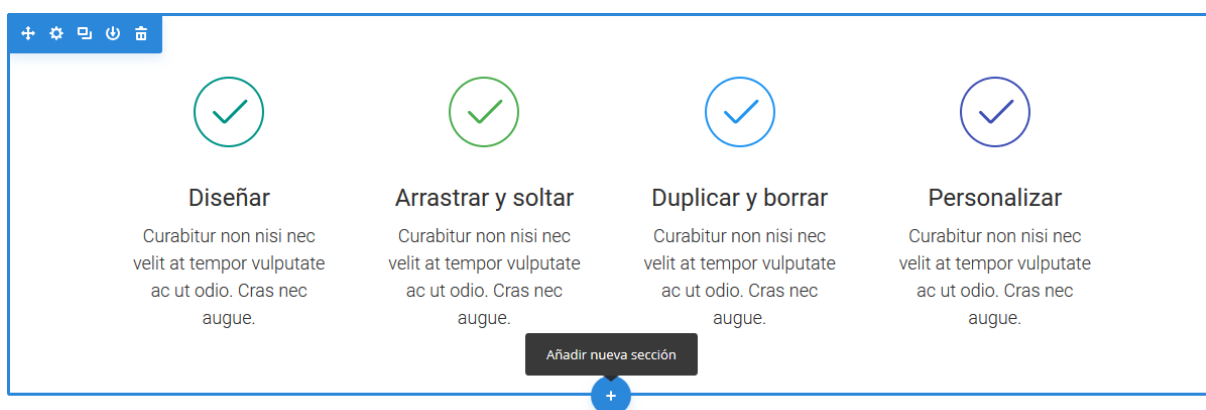 Diseñar
Curabitur non nisi nec
velit at tempor vulputate
ac ut odio. Cras nec
augue.
Arrastrar y soltar
Curabitur non nisi nec
velit at tempor vulputate
ac ut odio. Cras nec
augue.
Duplicar y borrar
Curabitur non nisi nec
velit at tempor vulputate
ac ut odio. Cras nec
augue.
Personalizar
Curabitur non nisi nec
velit at tempor vulputate
ac ut odio. Cras nec
augue.
Añadir nueva sección